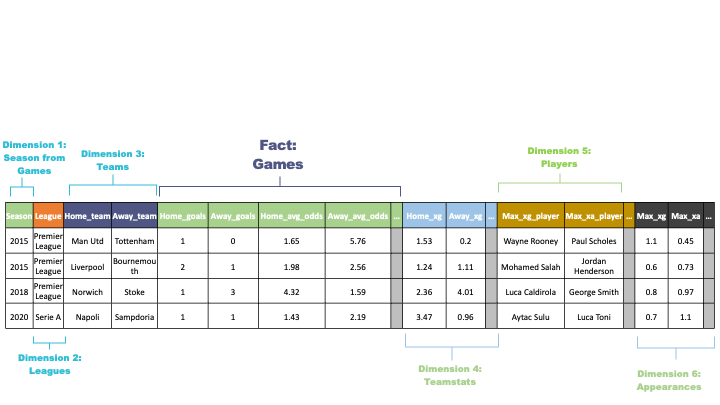 Fact:
Games
Dimension 1:
Season from
Games
Dimension 3:
Teams
Dimension 5:
Players
Season League Home_team Away_team Home_goals Away_goals Home_avg_odds Away_avg_odds ... Home_xg Away_xg ... Max_xg_player Max_xa_player ... Max_xg Max_xa ...
2015 Premier League Man Utd Tottenham 1 0 1.65 5.76 1.53 0.2 Wayne Rooney Paul Scholes 1.1 0.45
2015 Premier League Liverpool Bournemouth 2 1 1.98 2.56 1.24 1.11 Mohamed Salah Jordan Henderson 0.6 0.73
2018 Premier League Norwich Stoke 1 3 4.32 1.59 2.36 4.01 Luca Caldirola George Smith 0.8 0.97
2020 Serie A Napoli Sampdoria 1 1 1.43 2.19 3.47 0.96 Aytac Sulu Luca Toni 0.7 1.1
Dimension 2:
Leagues
Dimension 4:
Teamstats
Dimension 6:
Appearances